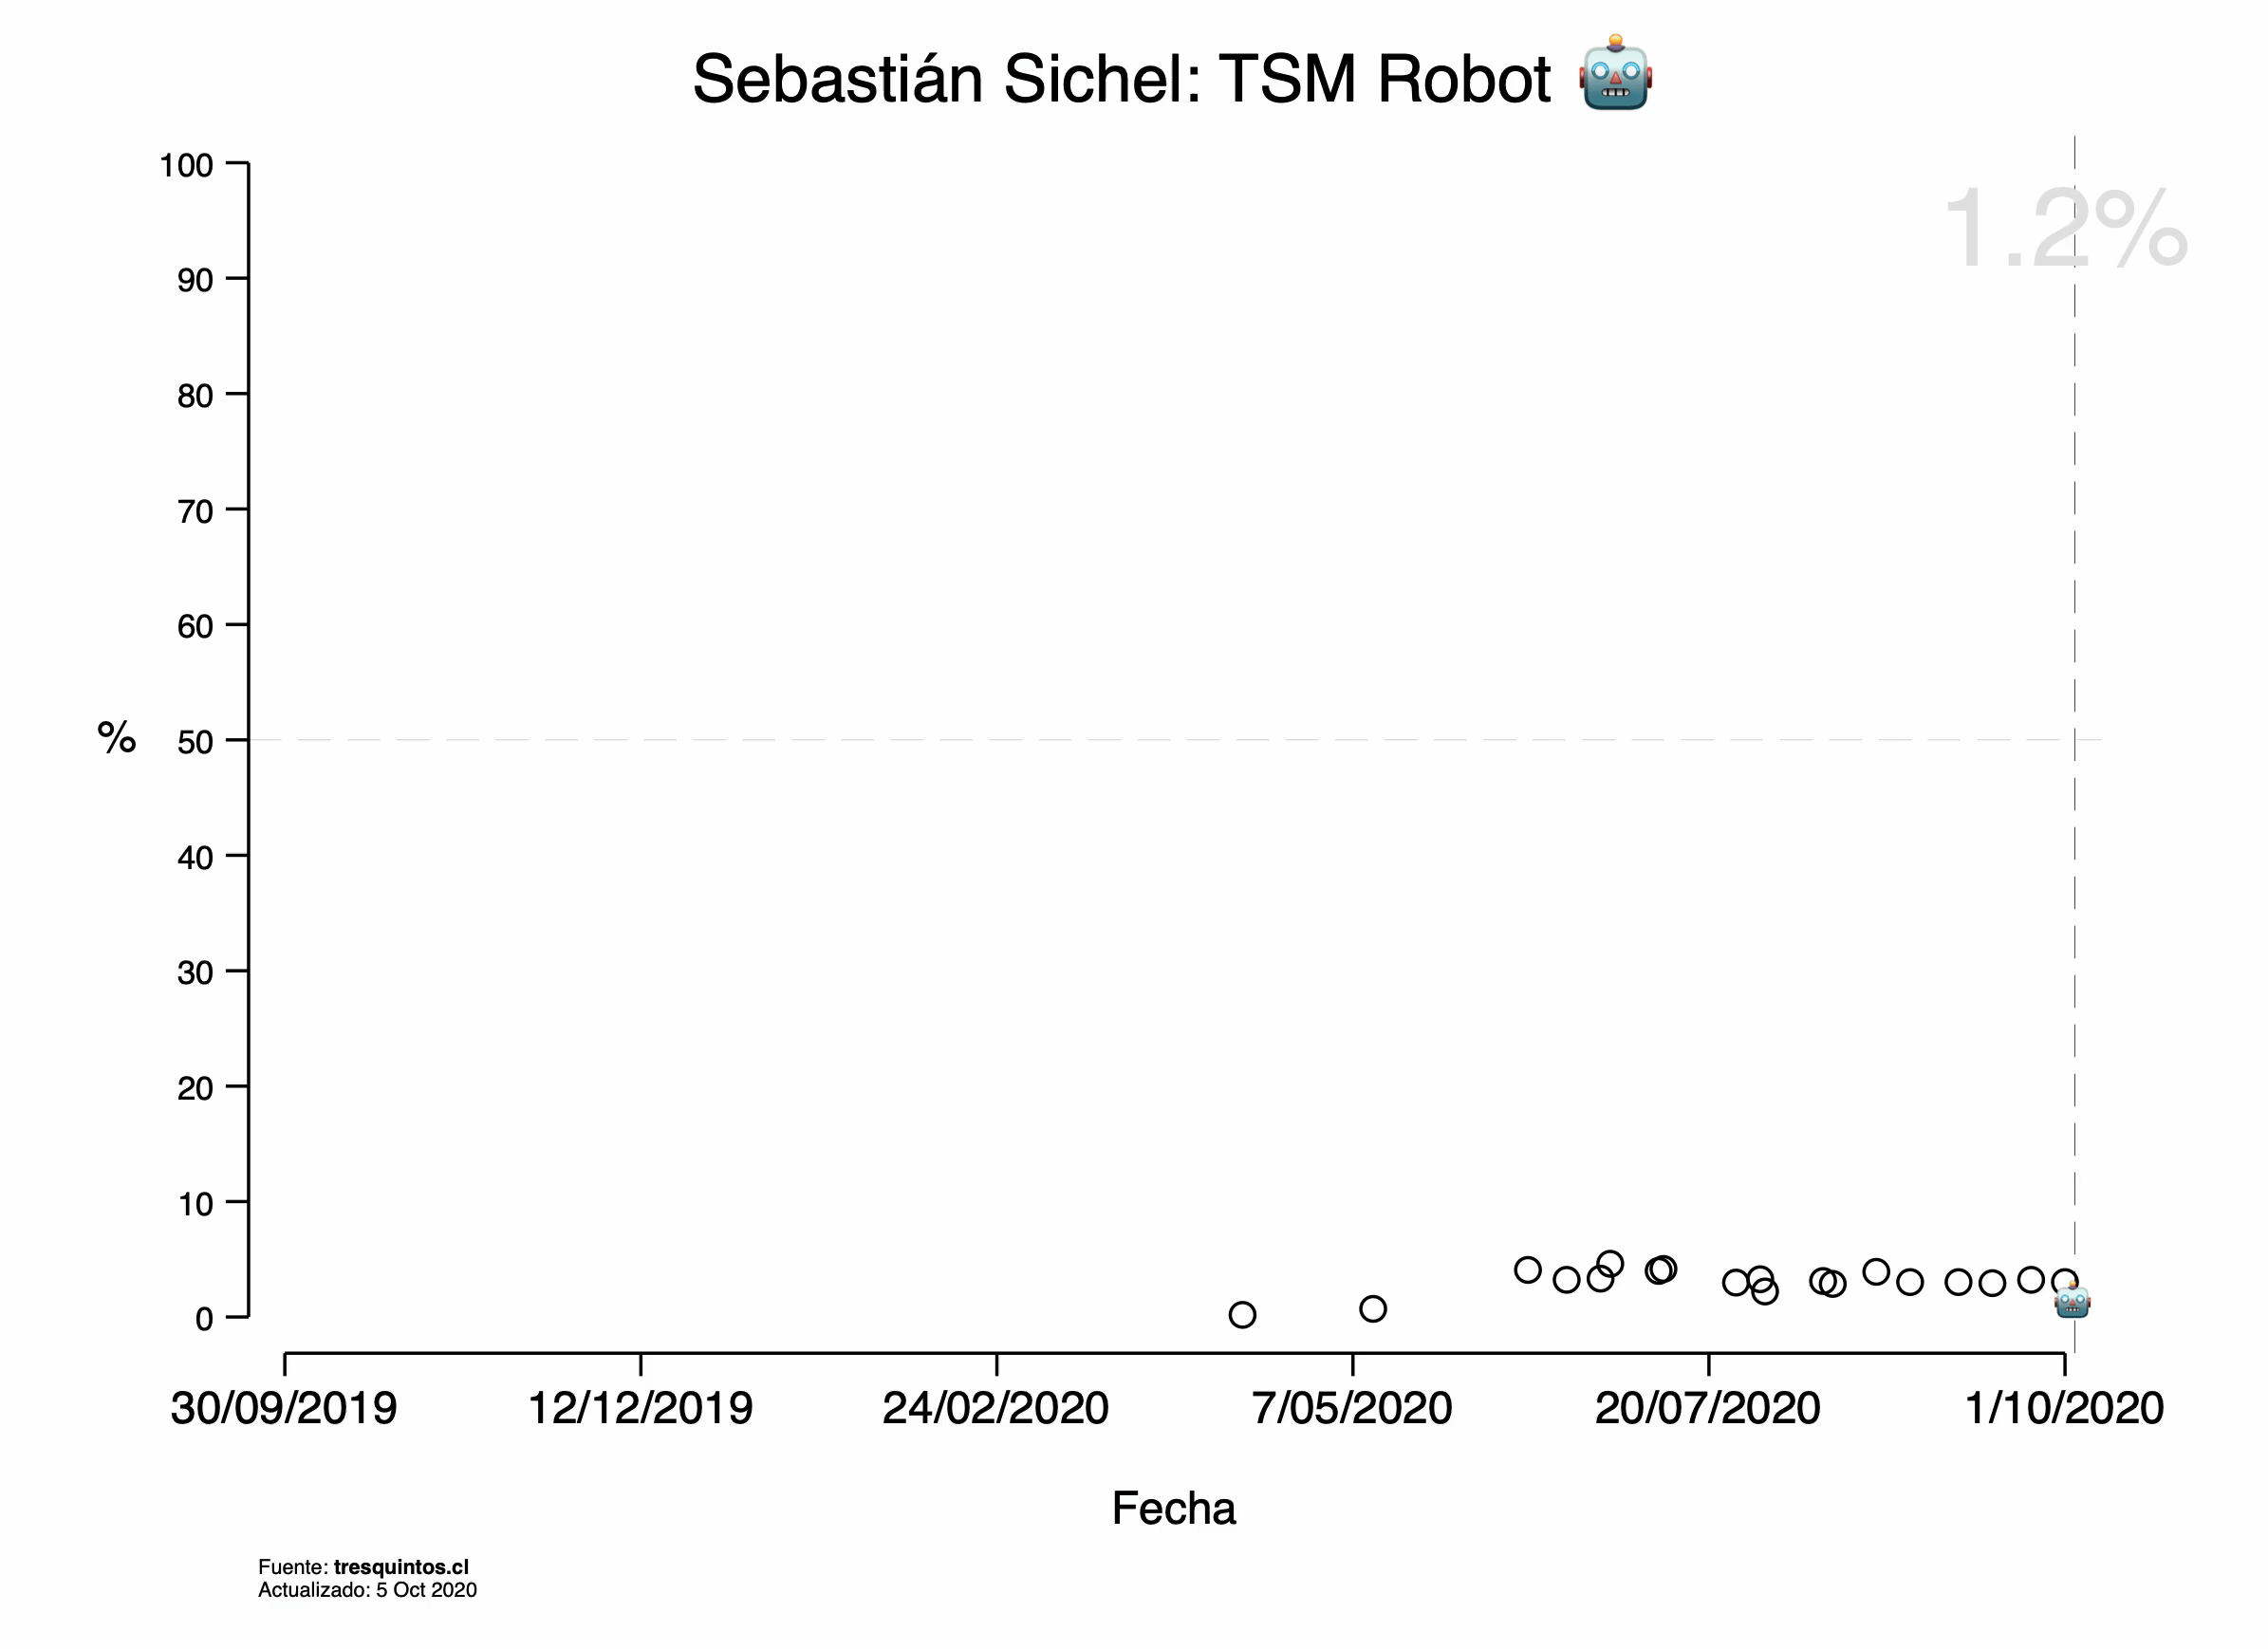 Sebastián Sichel: TSM Robot 🤖
1.2%
100
90
80
70
60
% 50
40
30
20
10
0
30/09/2019 12/12/2019 24/02/2020 7/05/2020 20/07/2020 1/10/2020
Fecha
Fuente: tresquintos.cl
Actualizado: 5 Oct 2020